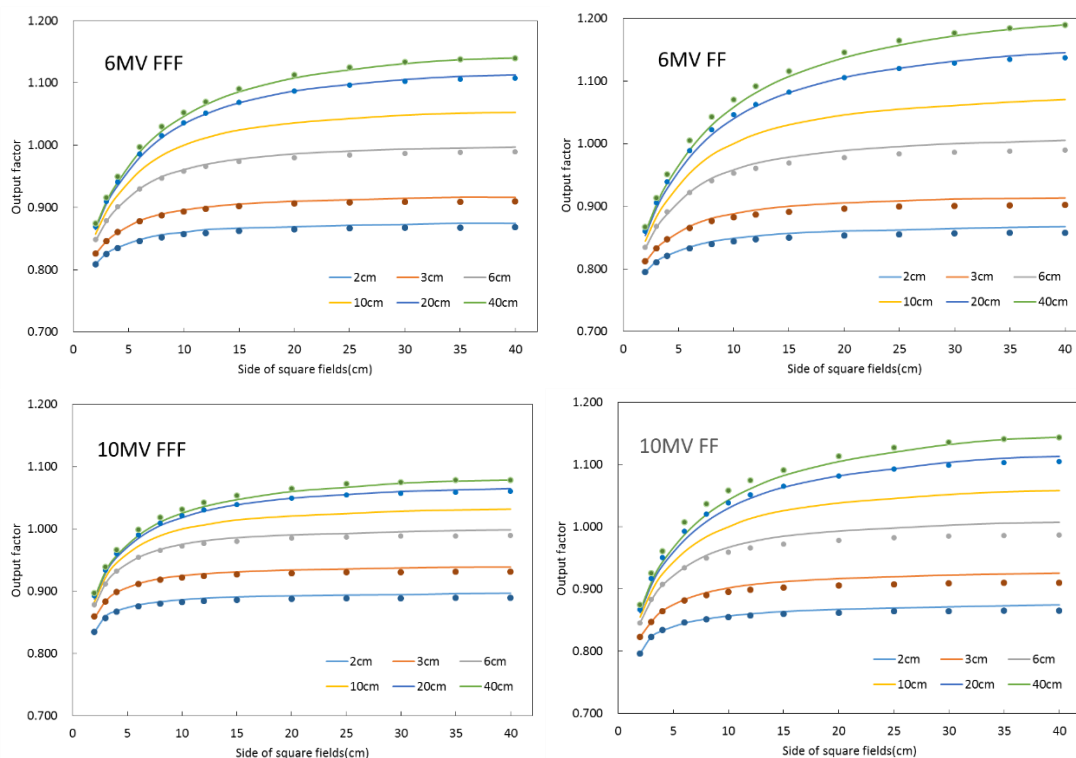 6MV FFF
Output factor
1.200
1.100
1.000
0.900
0.800
0.700
0 5 10 15 20 25 30 35 40
Side of square fields(cm)
2cm 3cm 6cm
10cm 20cm 40cm
6MV FF
Output factor
1.200
1.100
1.000
0.900
0.800
0.700
0 5 10 15 20 25 30 35 40
Side of square fields(cm)
2cm 3cm 6cm
10cm 20cm 40cm
10MV FFF
Output factor
1.200
1.100
1.000
0.900
0.800
0.700
0 5 10 15 20 25 30 35 40
Side of square fields(cm)
2cm 3cm 6cm
10cm 20cm 40cm
10MV FF
Output factor
1.200
1.100
1.000
0.900
0.800
0.700
0 5 10 15 20 25 30 35 40
Side of square fields(cm)
2cm 3cm 6cm
10cm 20cm 40cm